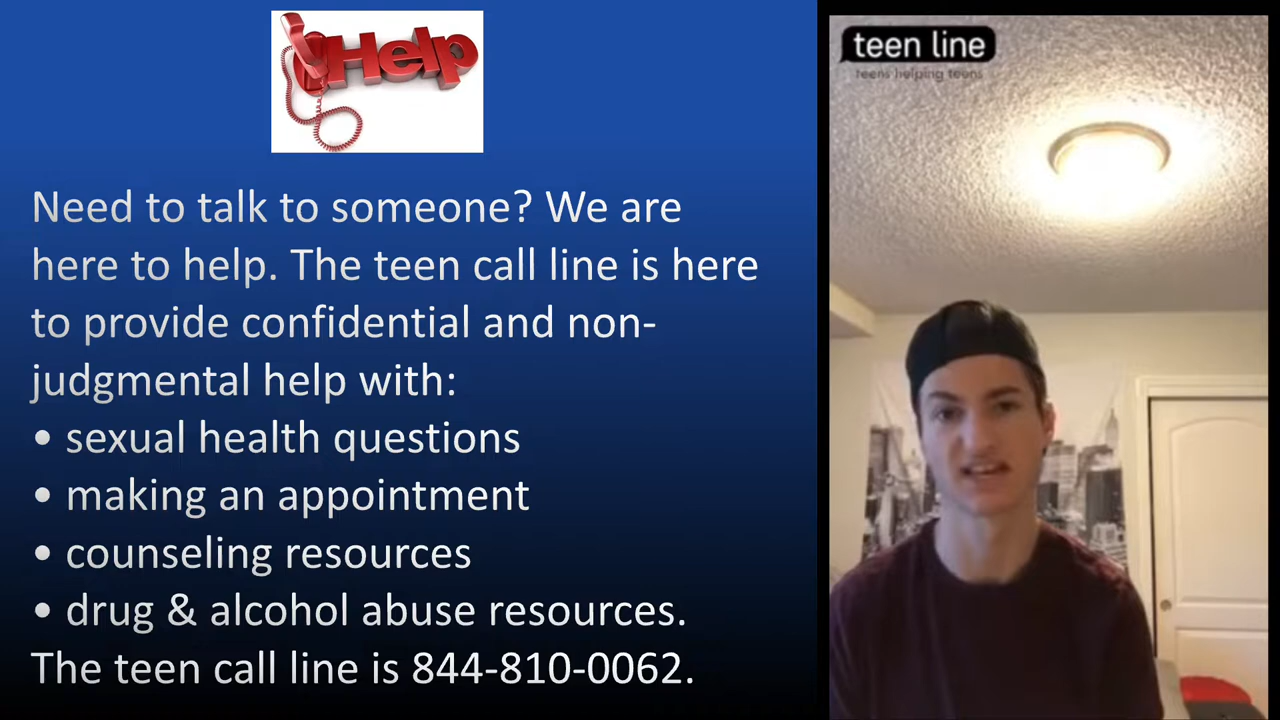 Help
Need to talk to someone? We are
here to help. The teen call line is here
to provide confidential and non-
judgmental help with:
• sexual health questions
• making an appointment
• counseling resources
• drug & alcohol abuse resources.
The teen call line is 844-810-0062.
teen line
teens helping teens